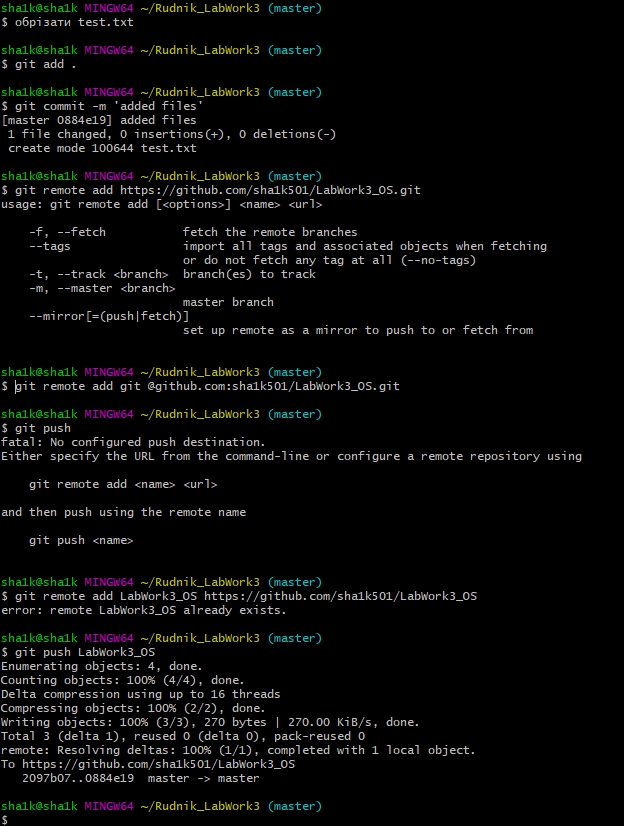 sha1k@sha1k MINGW64 ~/Rudnik_LabWork3 (master)
$ обрізати test.txt

sha1k@sha1k MINGW64 ~/Rudnik_LabWork3 (master)
$ git add .

sha1k@sha1k MINGW64 ~/Rudnik_LabWork3 (master)
$ git commit -m 'added files'
[master 0884e19] added files
 1 file changed, 0 insertions(+), 0 deletions(-)
 create mode 100644 test.txt

sha1k@sha1k MINGW64 ~/Rudnik_LabWork3 (master)
$ git remote add https://github.com/sha1k501/LabWork3_OS.git
usage: git remote add [<options>] <name> <url>

    -f, --fetch           fetch the remote branches
    --tags                import all tags and associated objects when fetching
                          or do not fetch any tag at all (--no-tags)
    -t, --track <branch>  branch(es) to track
    -m, --master <branch>
                          master branch
    --mirror[=(push|fetch)]
                          set up remote as a mirror to push to or fetch from

sha1k@sha1k MINGW64 ~/Rudnik_LabWork3 (master)
$ git remote add git @github.com:sha1k501/LabWork3_OS.git

sha1k@sha1k MINGW64 ~/Rudnik_LabWork3 (master)
$ git push
fatal: No configured push destination.
Either specify the URL from the command-line or configure a remote repository using

    git remote add <name> <url>

and then push using the remote name

    git push <name>

sha1k@sha1k MINGW64 ~/Rudnik_LabWork3 (master)
$ git remote add LabWork3_OS https://github.com/sha1k501/LabWork3_OS
error: remote LabWork3_OS already exists.

sha1k@sha1k MINGW64 ~/Rudnik_LabWork3 (master)
$ git push LabWork3_OS
Enumerating objects: 4, done.
Counting objects: 100% (4/4), done.
Delta compression using up to 16 threads
Compressing objects: 100% (2/2), done.
Writing objects: 100% (3/3), 270 bytes | 270.00 KiB/s, done.
Total 3 (delta 1), reused 0 (delta 0), pack-reused 0
remote: Resolving deltas: 100% (1/1), completed with 1 local object.
To https://github.com/sha1k501/LabWork3_OS
   2097b07..0884e19  master -> master

sha1k@sha1k MINGW64 ~/Rudnik_LabWork3 (master)
$